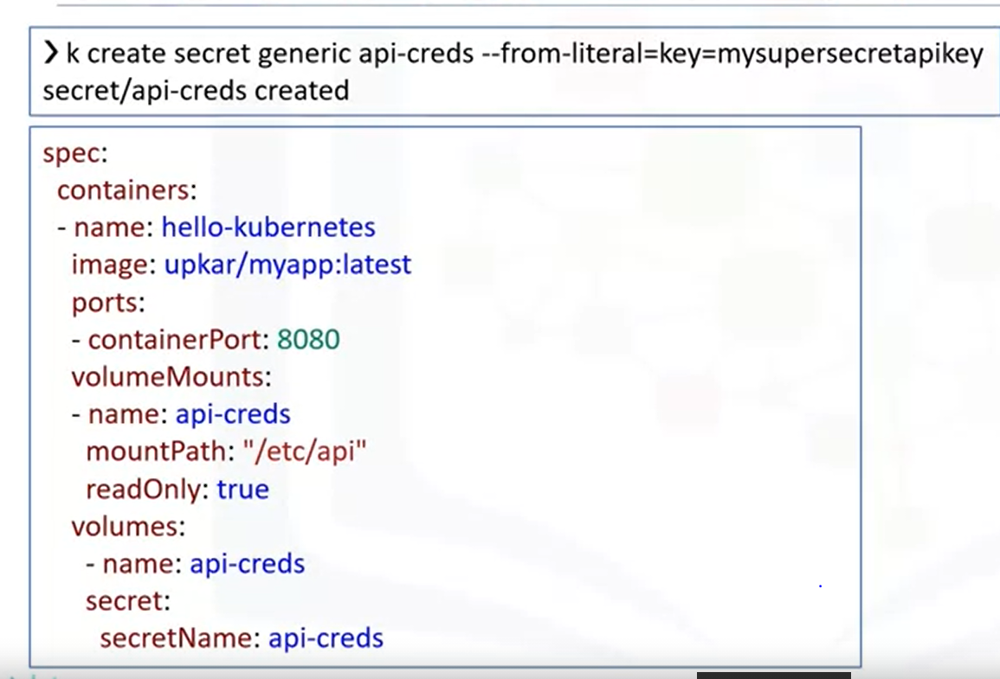 ❯ k create secret generic api-creds --from-literal=key=mysupersecretapikey
secret/api-creds created
spec:
  containers:
  - name: hello-kubernetes
    image: upkar/myapp:latest
    ports:
    - containerPort: 8080
    volumeMounts:
    - name: api-creds
      mountPath: "/etc/api"
      readOnly: true
    volumes:
      - name: api-creds
      secret:
        secretName: api-creds